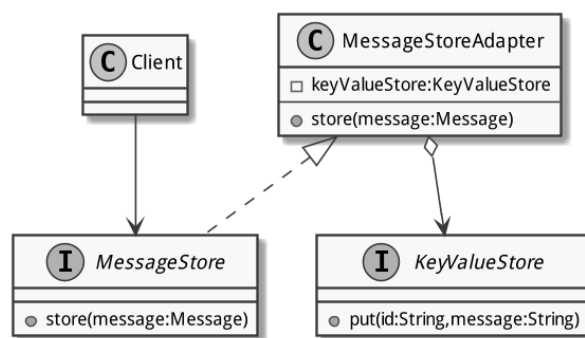 C Client
C MessageStoreAdapter
keyValueStore:KeyValueStore
store(message:Message)
I MessageStore
store(message:Message)
I KeyValueStore
put(id:String,message:String)